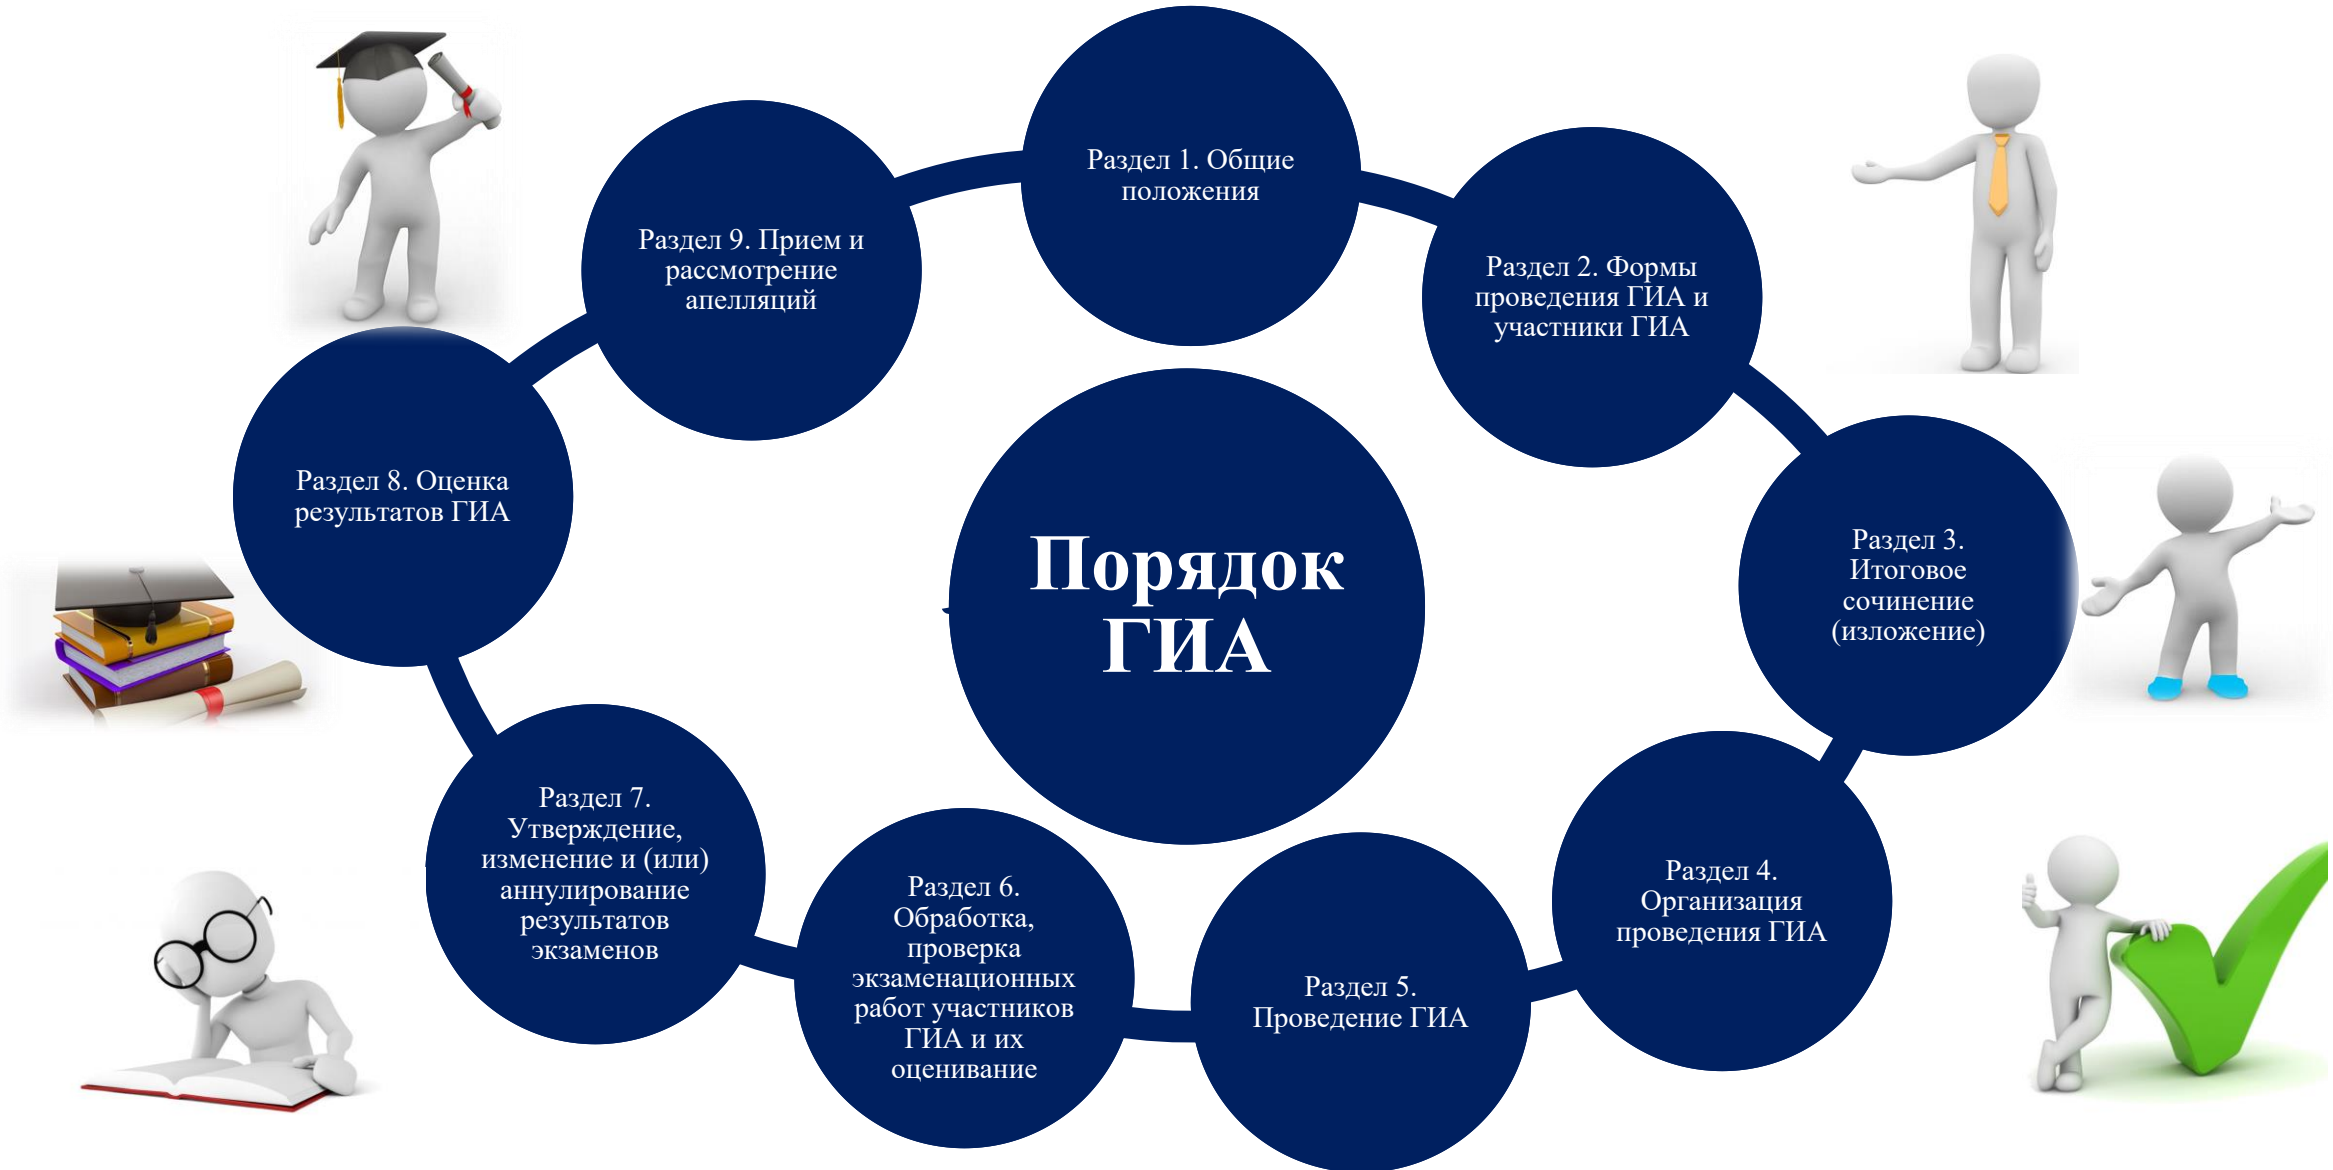 Порядок
ГИА
Раздел 1. Общие
положения
Раздел 2. Формы
проведения ГИА и
участники ГИА
Раздел 3.
Итоговое
сочинение
(изложение)
Раздел 4.
Организация
проведения ГИА
Раздел 5.
Проведение ГИА
Раздел 6.
Обработка,
проверка
экзаменационных
работ участников
ГИА и их
оценивание
Раздел 7.
Утверждение,
изменение и (или)
аннулирование
результатов
экзаменов
Раздел 8. Оценка
результатов ГИА
Раздел 9. Прием и
рассмотрение
апелляций